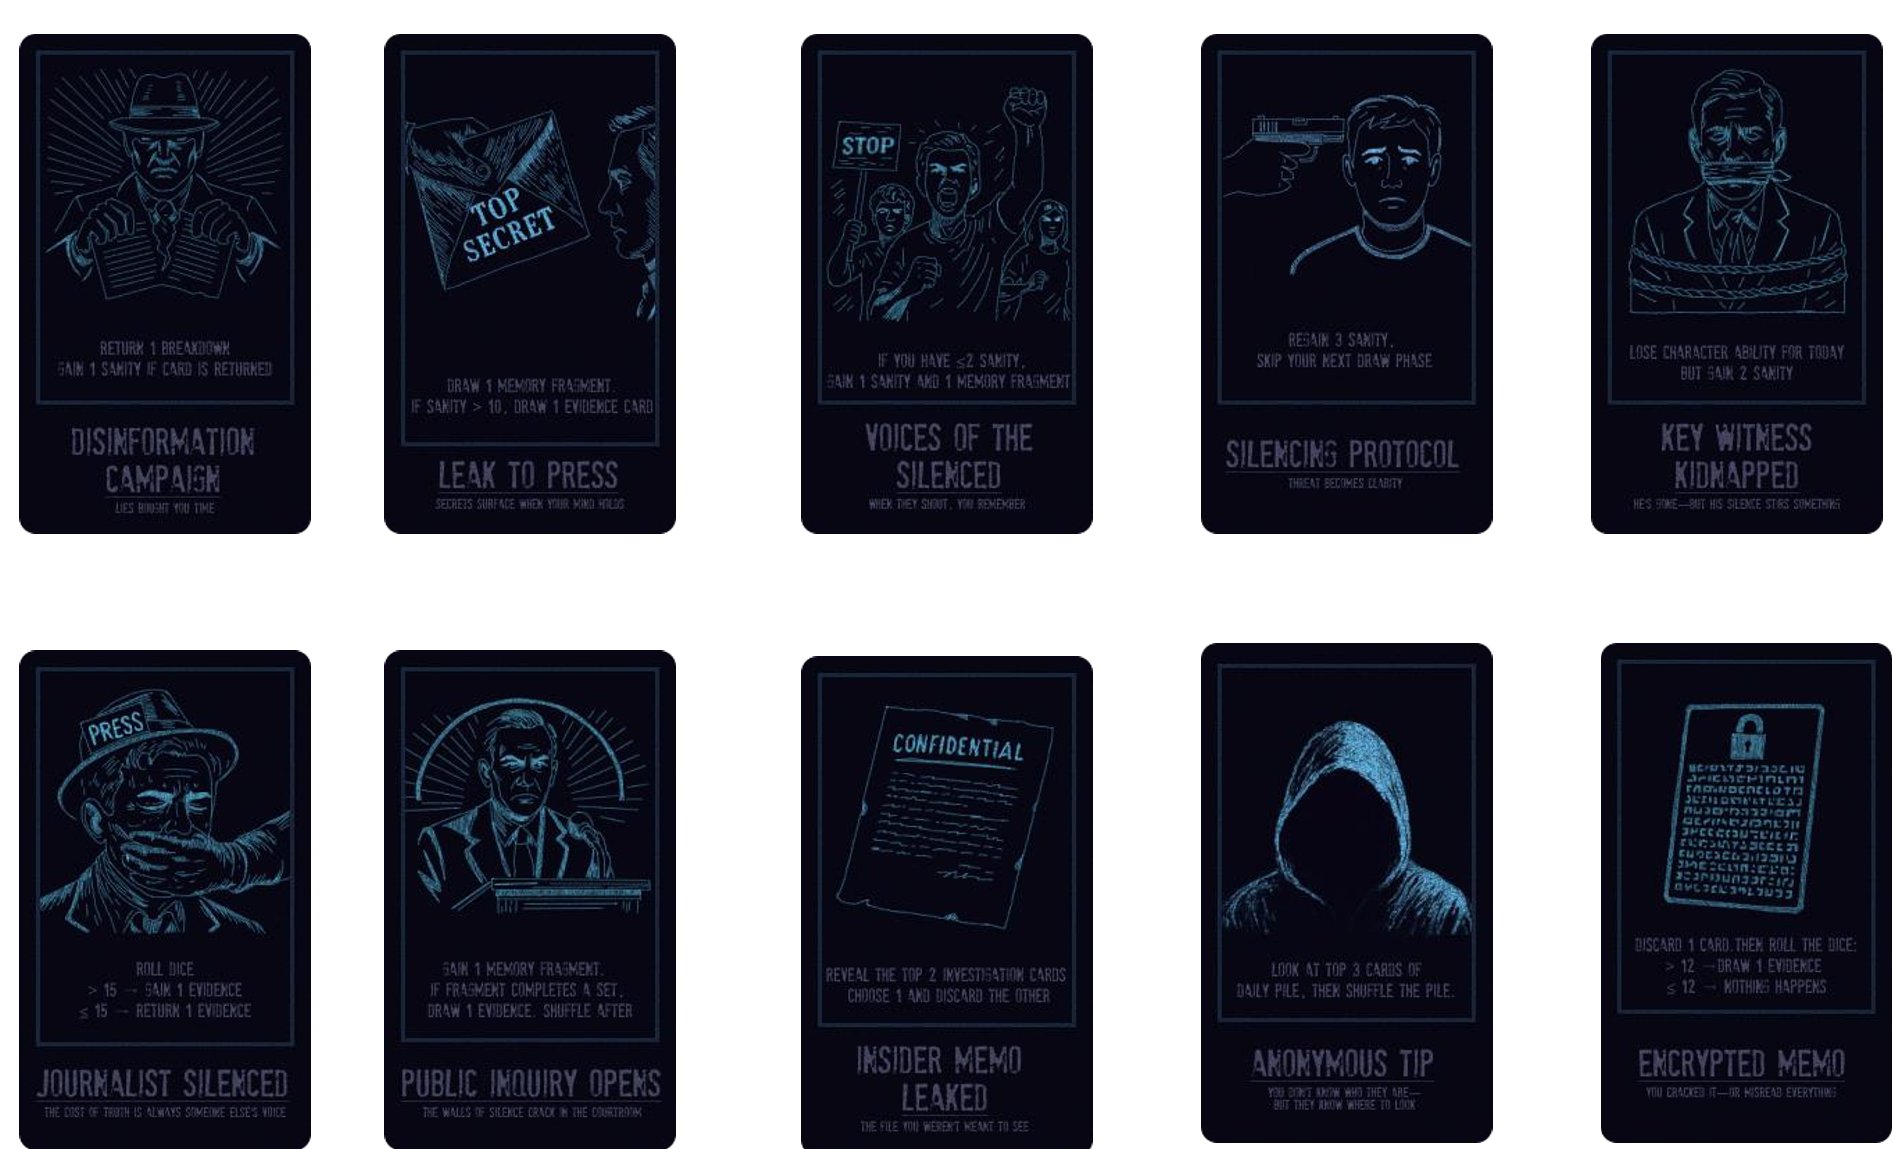 RETURN 1 BREAKDOWN
GAIN 1 SANITY IF CARD IS RETURNED
DISINFORMATION
CAMPAIGN
LIES BOUGHT YOU TIME
TOP
SECRET
DRAW 1 MEMORY FRAGMENT.
IF SANITY > 10, DRAW 1 EVIDENCE CARD
LEAK TO PRESS
SECRETS SURFACE WHEN YOUR MIND HOLDS
STOP
IF YOU HAVE ≤2 SANITY,
GAIN 1 SANITY AND 1 MEMORY FRAGMENT
VOICES OF THE
SILENCED
WHEN THEY SHOUT, YOU REMEMBER
REGAIN 3 SANITY,
SKIP YOUR NEXT DRAW PHASE
SILENCING PROTOCOL
THREAT BECOMES CLARITY
LOSE CHARACTER ABILITY FOR TODAY
BUT GAIN 2 SANITY
KEY WITNESS
KIDNAPPED
HE'S GONE—BUT HIS SILENCE STIRS SOMETHING
PRESS
ROLL DICE
> 15 → GAIN 1 EVIDENCE
≤ 15 → RETURN 1 EVIDENCE
JOURNALIST SILENCED
THE COST OF TRUTH IS ALWAYS SOMEONE ELSE'S VOICE
GAIN 1 MEMORY FRAGMENT.
IF FRAGMENT COMPLETES A SET,
DRAW 1 EVIDENCE. SHUFFLE AFTER
PUBLIC INQUIRY OPENS
THE WALLS OF SILENCE CRACK IN THE COURTROOM
CONFIDENTIAL
REVEAL THE TOP 2 INVESTIGATION CARDS
CHOOSE 1 AND DISCARD THE OTHER
INSIDER MEMO
LEAKED
THE FILE YOU WEREN'T MEANT TO SEE
LOOK AT TOP 3 CARDS OF
DAILY PILE, THEN SHUFFLE THE PILE.
ANONYMOUS TIP
YOU DON'T KNOW WHO THEY ARE—
BUT THEY KNOW WHERE TO LOOK
DISCARD 1 CARD.THEN ROLL THE DICE:
> 12 →DRAW 1 EVIDENCE
≤ 12 → NOTHING HAPPENS
ENCRYPTED MEMO
YOU CRACKED IT—OR MISREAD EVERYTHING